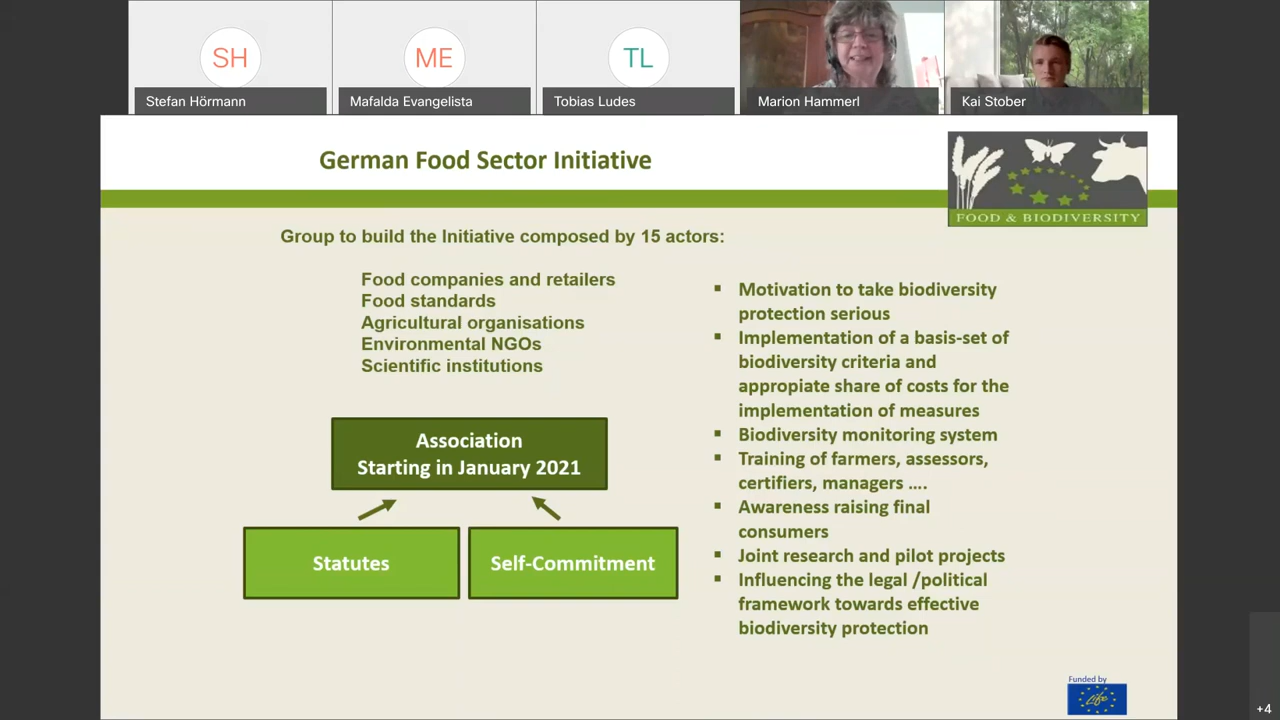 SH
ME
TL
Stefan Hörmann
Mafalda Evangelista
Tobias Ludes
Marion Hammerl
Kai Stober
German Food Sector Initiative
FOOD & BIODIVERSITY
Group to build the Initiative composed by 15 actors:
Food companies and retailers
Food standards
Agricultural organisations
Environmental NGOs
Scientific institutions
Association
Starting in January 2021
Statutes
Self-Commitment
▪ Motivation to take biodiversity
protection serious
▪ Implementation of a basis-set of
biodiversity criteria and
appropiate share of costs for the
implementation of measures
▪ Biodiversity monitoring system
▪ Training of farmers, assessors,
certifiers, managers ….
▪ Awareness raising final
consumers
▪ Joint research and pilot projects
▪ Influencing the legal /political
framework towards effective
biodiversity protection
Funded by
Life
+4